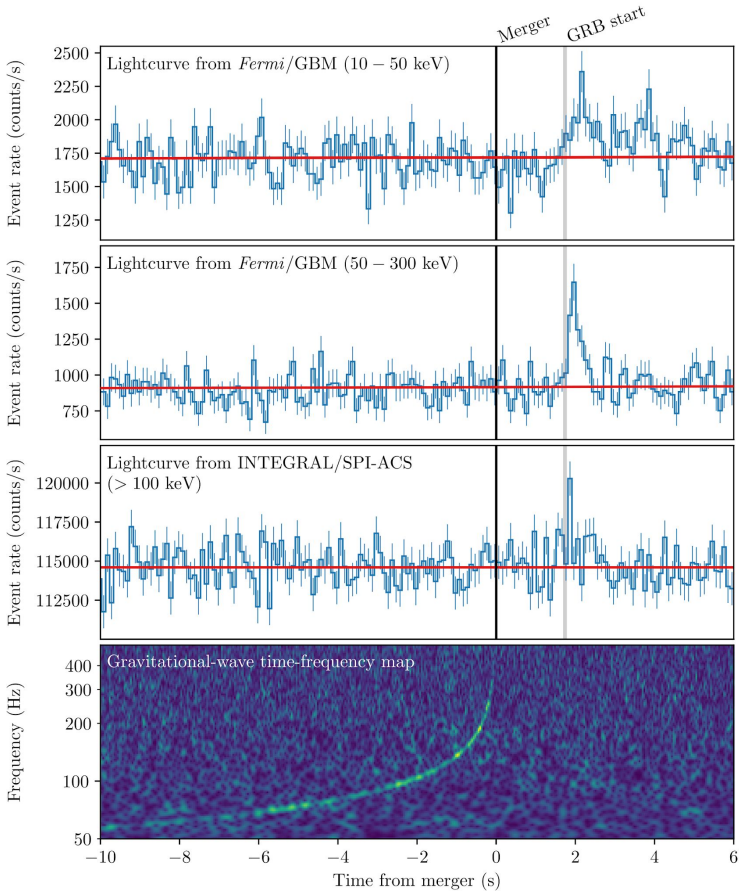 Merger
GRB start
Lightcurve from Fermi/GBM (10 − 50 keV)
Event rate (counts/s)
2500
2250
2000
1750
1500
1250
Lightcurve from Fermi/GBM (50 − 300 keV)
Event rate (counts/s)
1750
1500
1250
1000
750
Lightcurve from INTEGRAL/SPI-ACS
(> 100 keV)
Event rate (counts/s)
120000
117500
115000
112500
Gravitational-wave time-frequency map
Frequency (Hz)
400
300
200
100
50
−10 −8 −6 −4 −2 0 2 4 6
Time from merger (s)